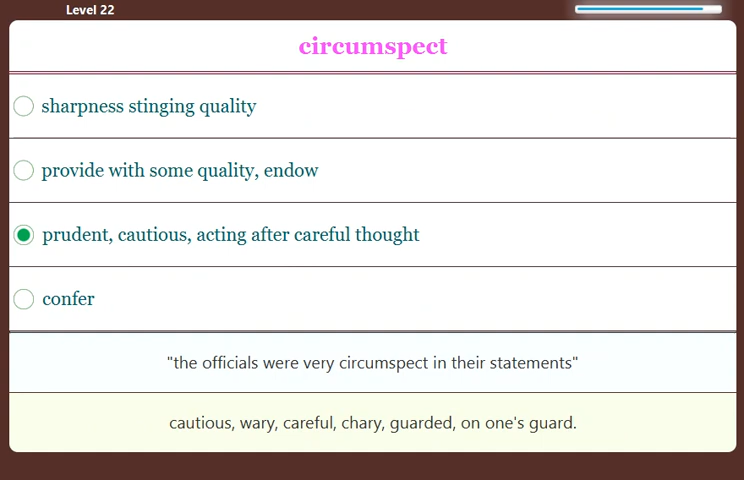 Level 22
circumspect
sharpness stinging quality
provide with some quality, endow
prudent, cautious, acting after careful thought
confer
"the officials were very circumspect in their statements"
cautious, wary, careful, chary, guarded, on one's guard.